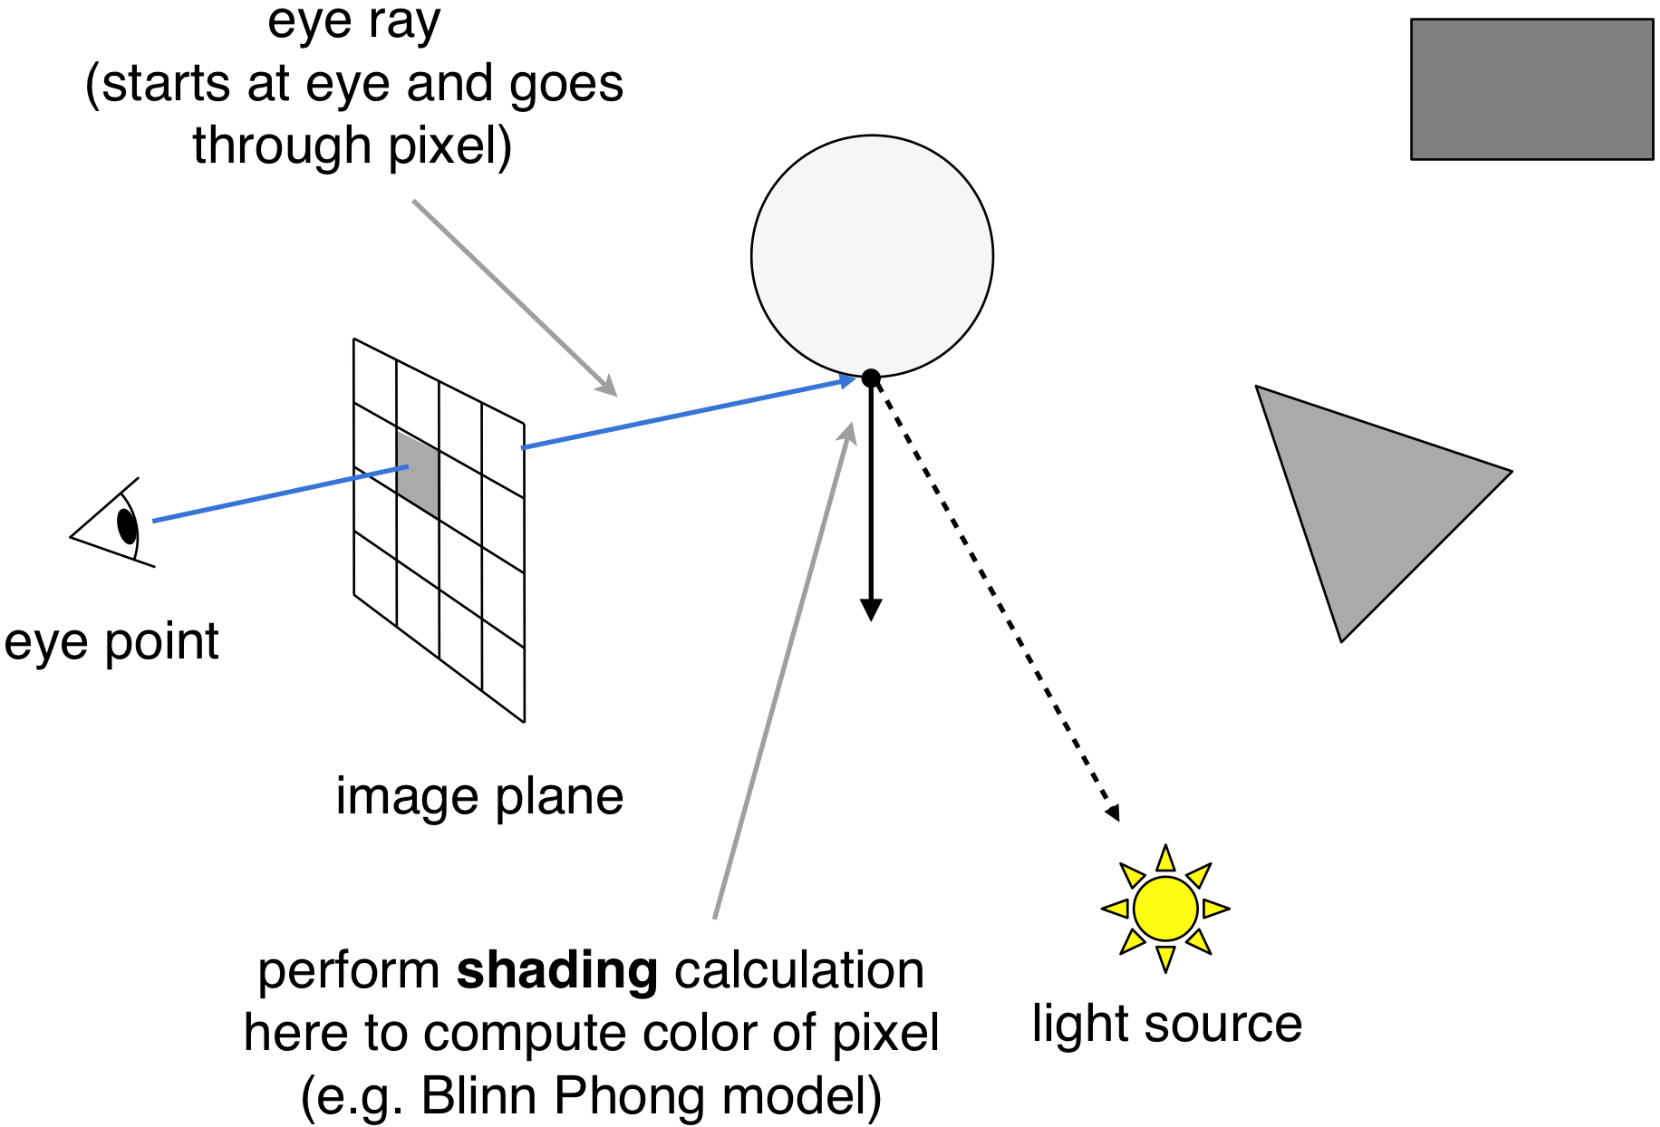 eye ray
(starts at eye and goes
through pixel)
eye point
image plane
perform shading calculation
here to compute color of pixel
(e.g. Blinn Phong model)
light source